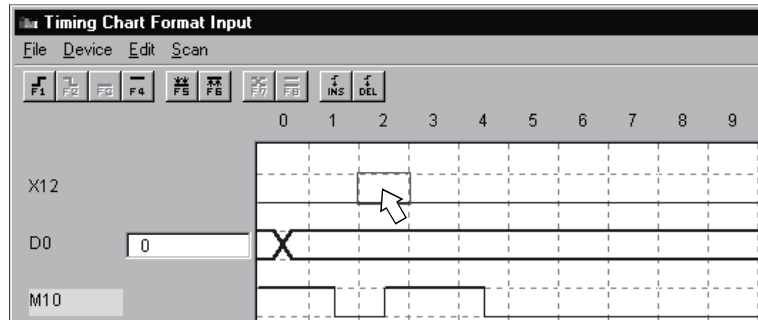 Timing Chart Format Input
File Device Edit Scan
F1 F2 F3 F4 F5 F6 F7 F8 INS DEL
0 1 2 3 4 5 6 7 8 9
X12
D0 0
M10